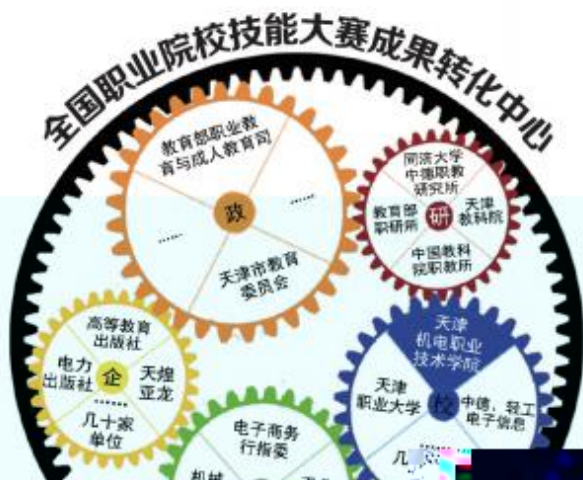 全国职业院校技能大赛成果转化中心
教育部职业教
育与成人教育司
政
……
……
天津市教育
委员会
同济大学
中德职教
研究所
教育部
职研所
研
天津
教科院
中国教科
院职教所
高等教育
出版社
电力
出版社
企
天煌
亚龙
……
几十家
单位
天津
机电职业
技术学院
天津
职业大学
校
中德、轻工
电子信息
……
几
电子商务
行指委
机械